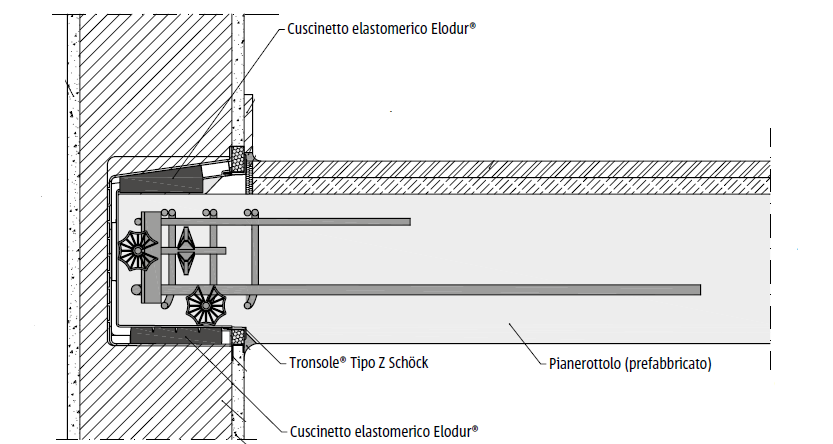 Cuscinetto elastomerico Elodur®
Tronsole® Tipo Z Schöck
Pianerottolo (prefabbricato)
Cuscinetto elastomerico Elodur®